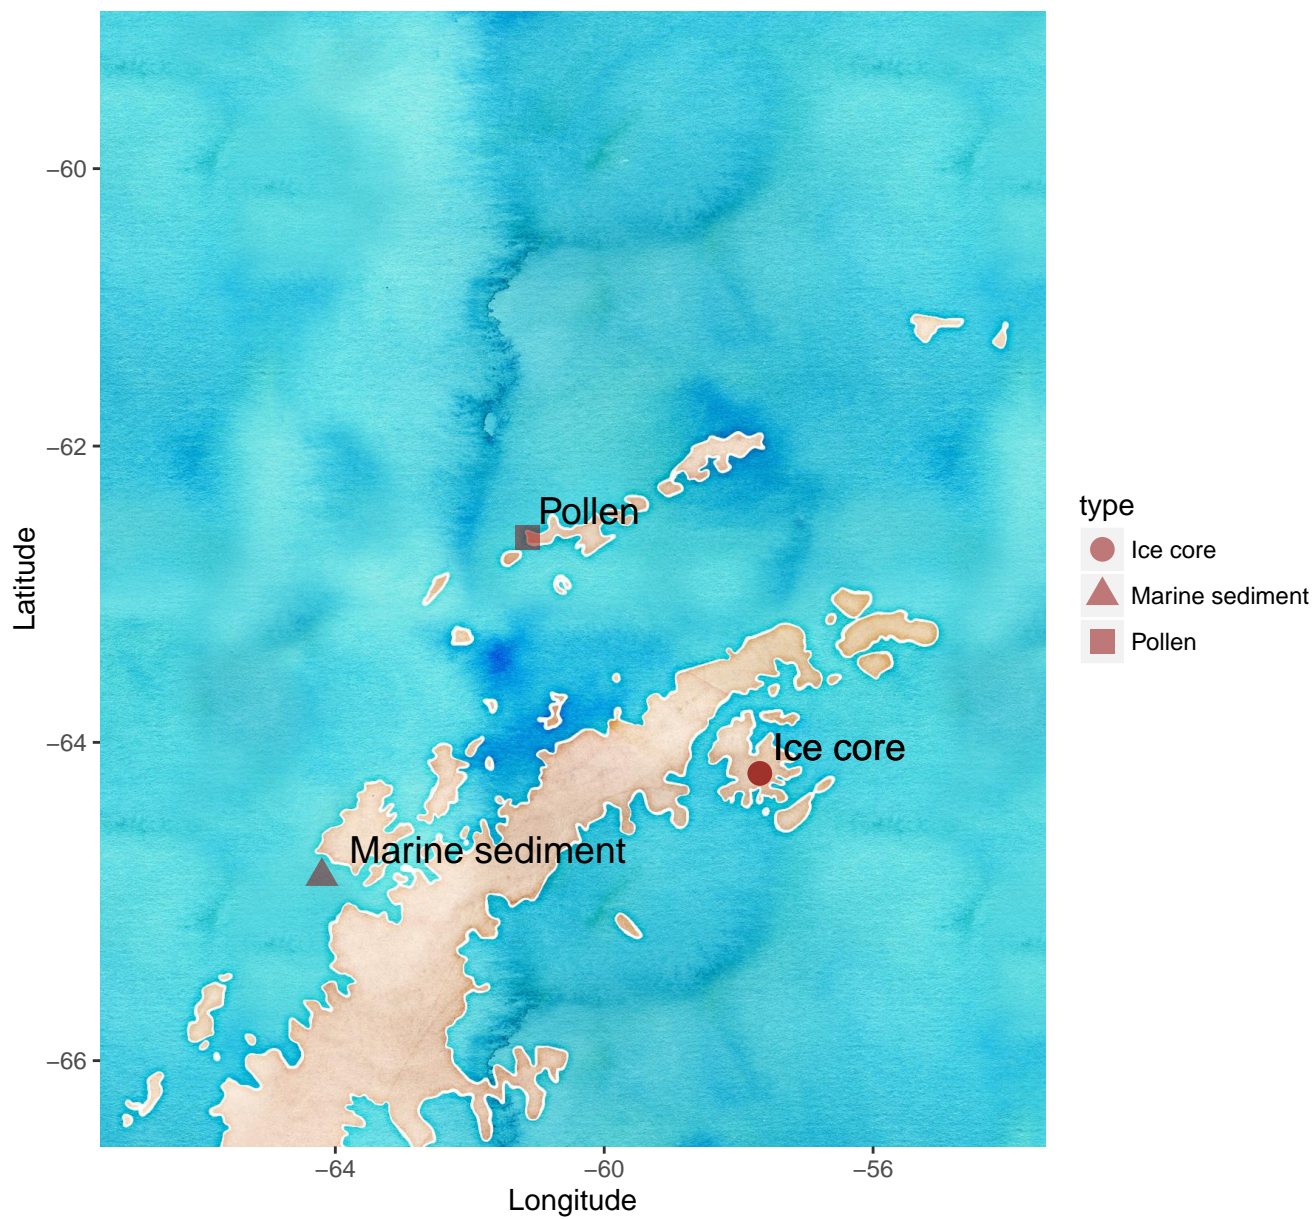 −60
−62
−64
−66
Latitude
Pollen
Ice core
Marine sediment
−64
−60
−56
Longitude
type
Ice core
Marine sediment
Pollen